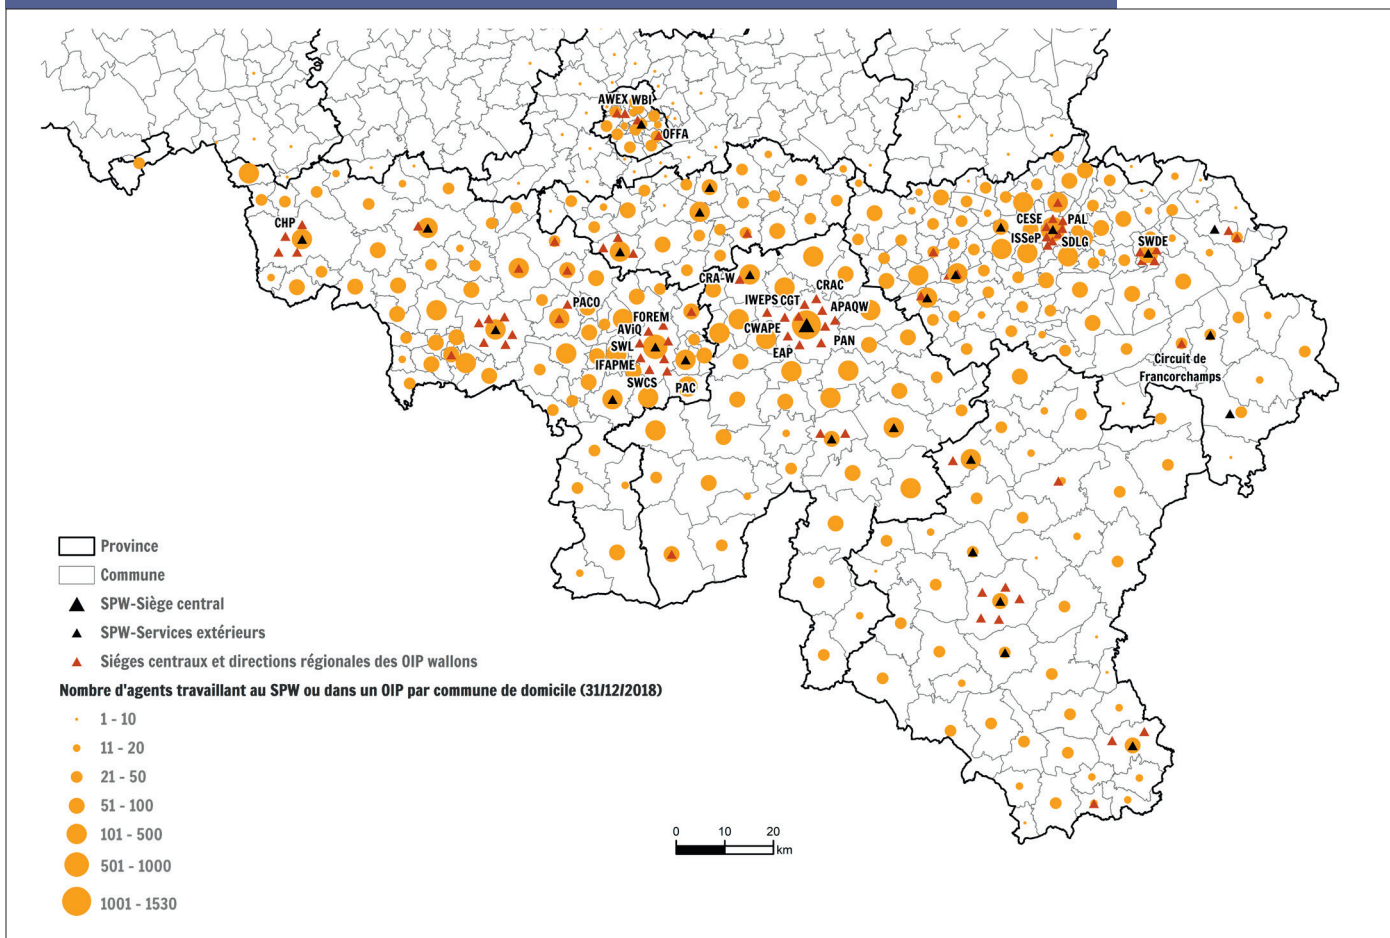 AWEX WBI
OFFA
CHP
CESE PAL
ISSeP SDLG
SWDE
CRA-W
CRAC
IWEPS CGT
APAQW
PACO
FOREM
AViQ
CWAPE
PAN
SWL
EAP
IFAPME
Circuit de
Francorchamps
SWCS
PAC
Province
Commune
SPW-Siège central
SPW-Services extérieurs
Siéges centraux et directions régionales des OIP wallons
Nombre d'agents travaillant au SPW ou dans un OIP par commune de domicile (31/12/2018)
1 - 10
11 - 20
21 - 50
51 - 100
101 - 500
501 - 1000
1001 - 1530
0 10 20
km